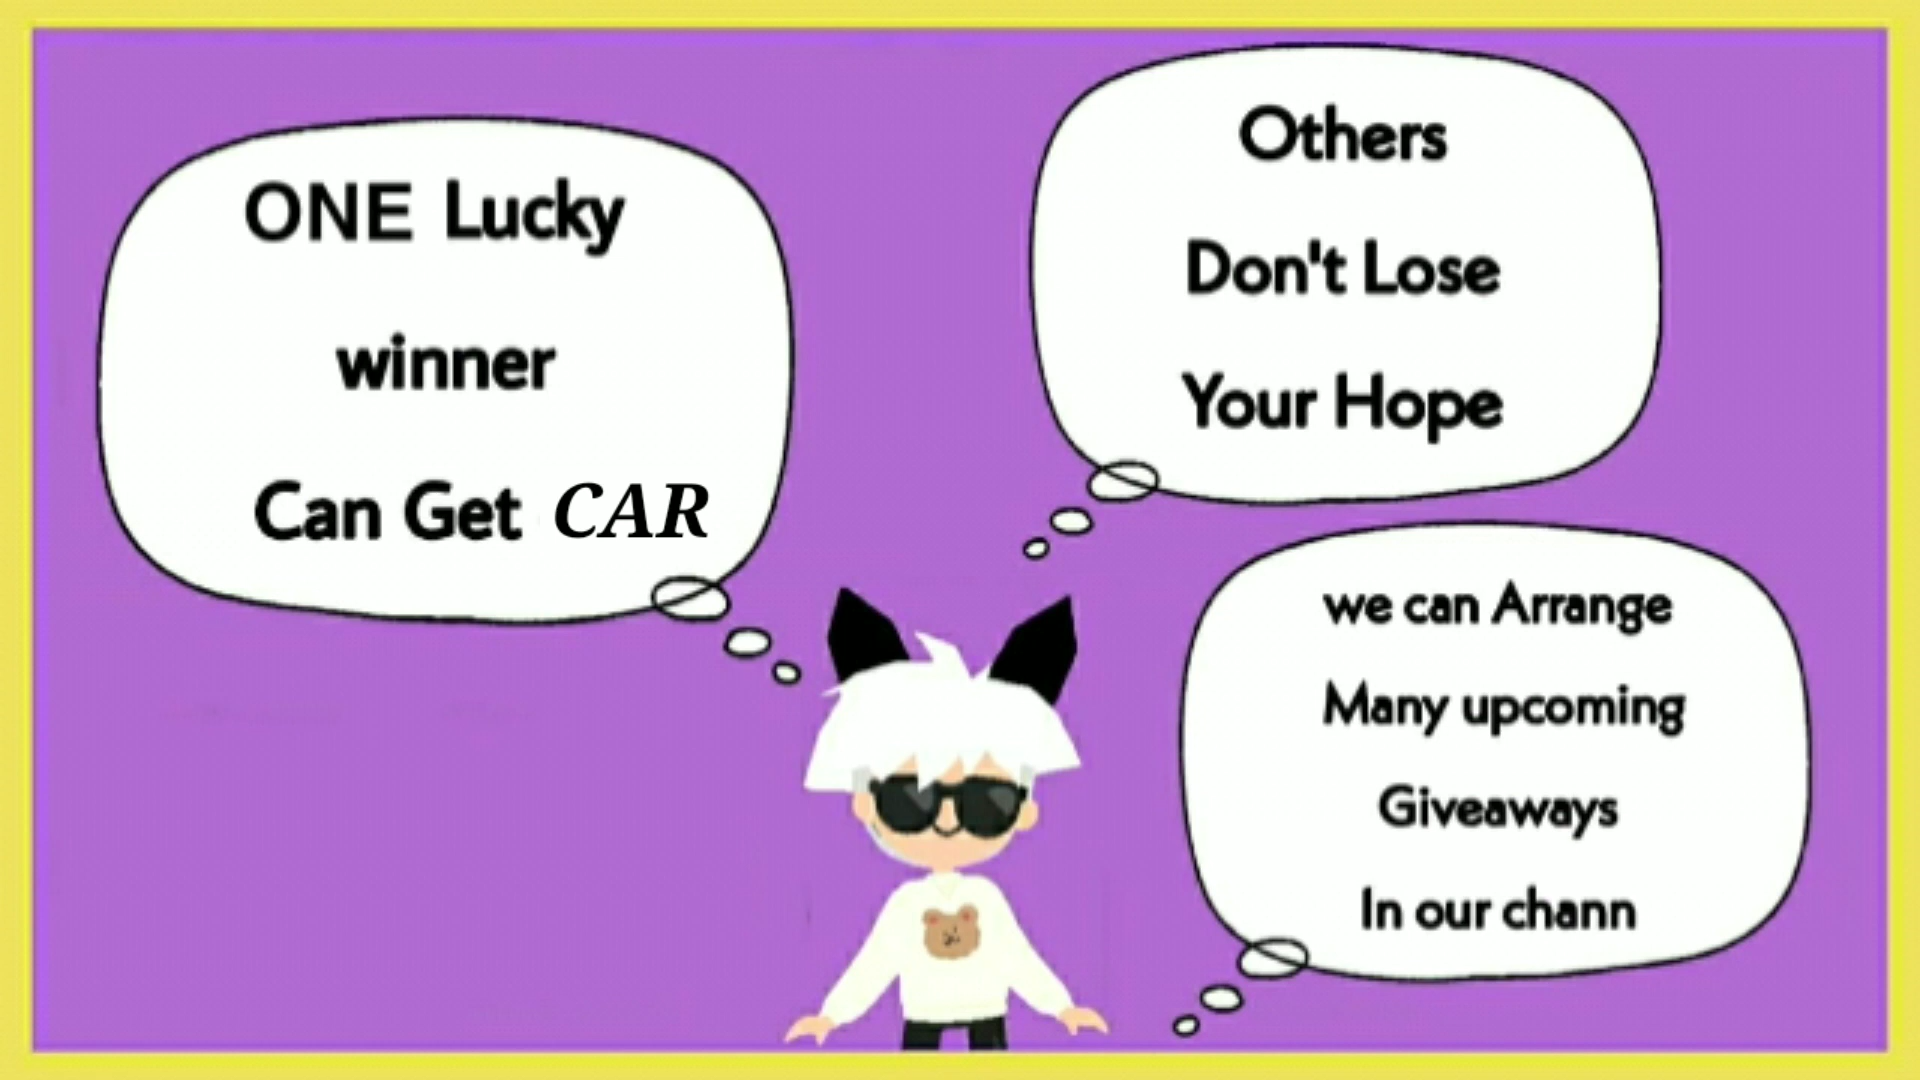 ONE Lucky
winner
Can Get CAR
Others
Don't Lose
Your Hope
we can Arrange
Many upcoming
Giveaways
In our chann